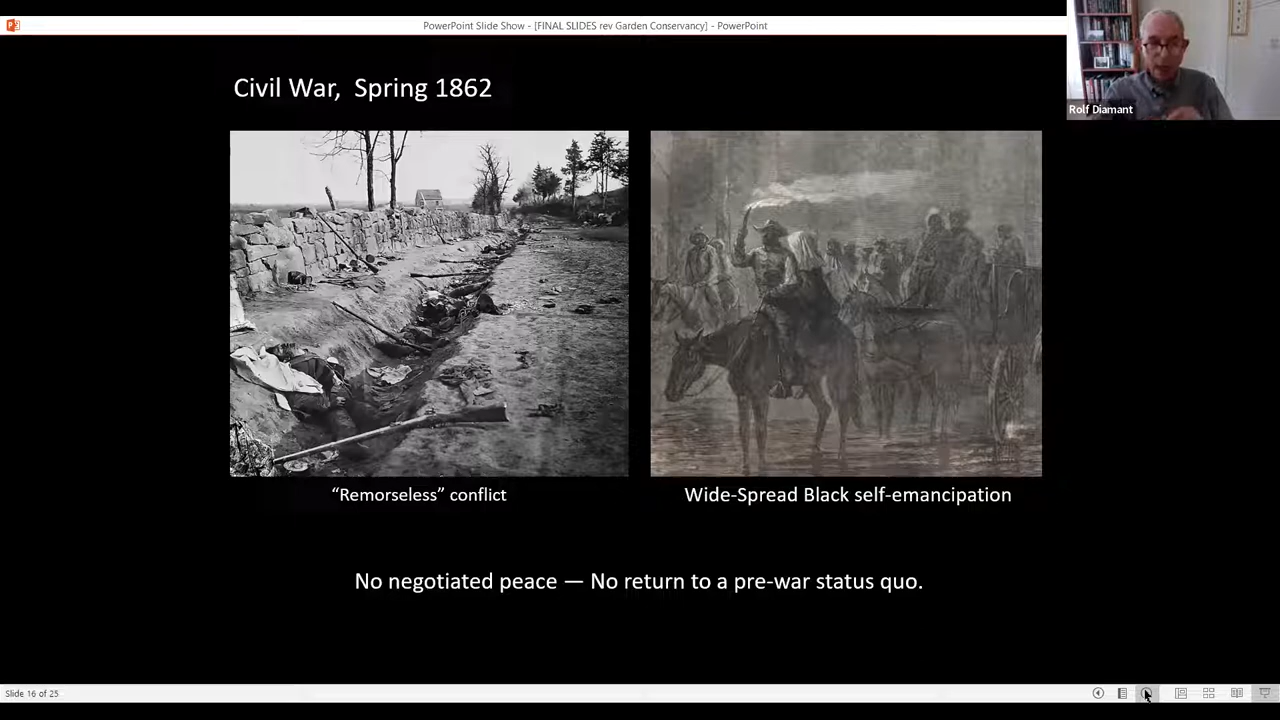 PowerPoint Slide Show - [FINAL SLIDES rev Garden Conservancy] - PowerPoint
Rolf Diamant
Civil War, Spring 1862
“Remorseless” conflict
Wide-Spread Black self-emancipation
No negotiated peace — No return to a pre-war status quo.
Slide 16 of 25